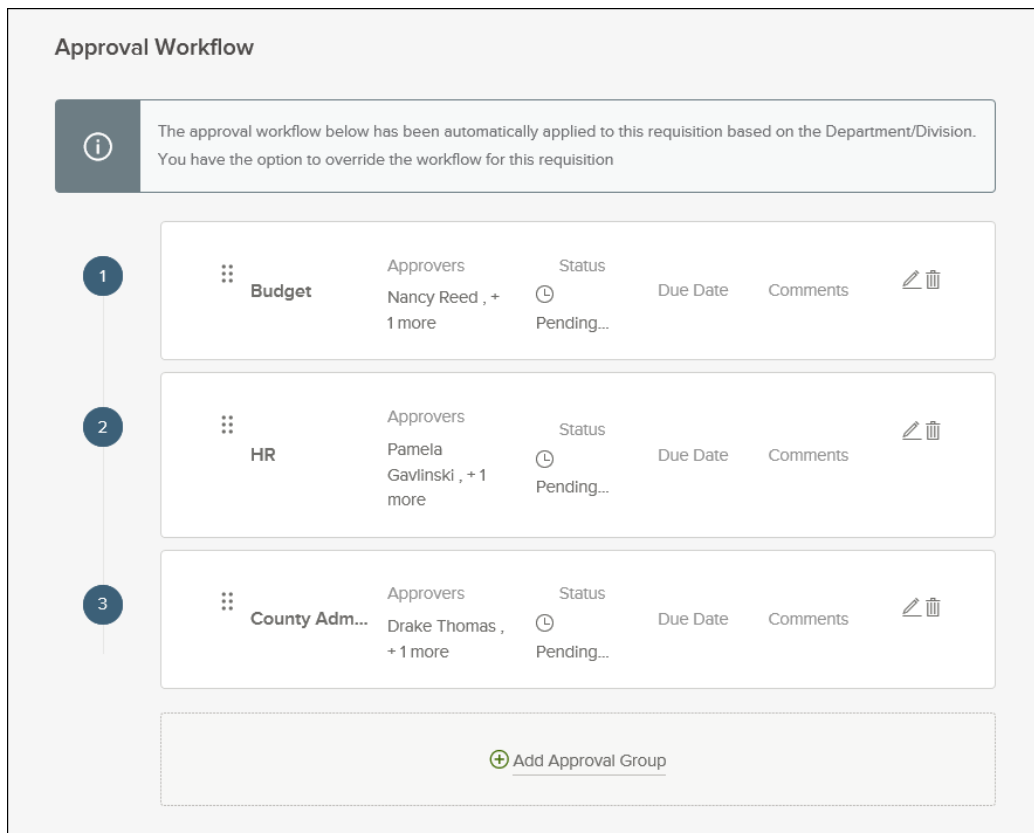 Approval Workflow
The approval workflow below has been automatically applied to this requisition based on the Department/Division.
You have the option to override the workflow for this requisition
1
Budget
Approvers
Nancy Reed , +
1 more
Status
Pending...
Due Date
Comments
2
HR
Approvers
Pamela
Gavlinski , + 1
more
Status
Pending...
Due Date
Comments
3
County Adm...
Approvers
Drake Thomas ,
+ 1 more
Status
Pending...
Due Date
Comments
Add Approval Group